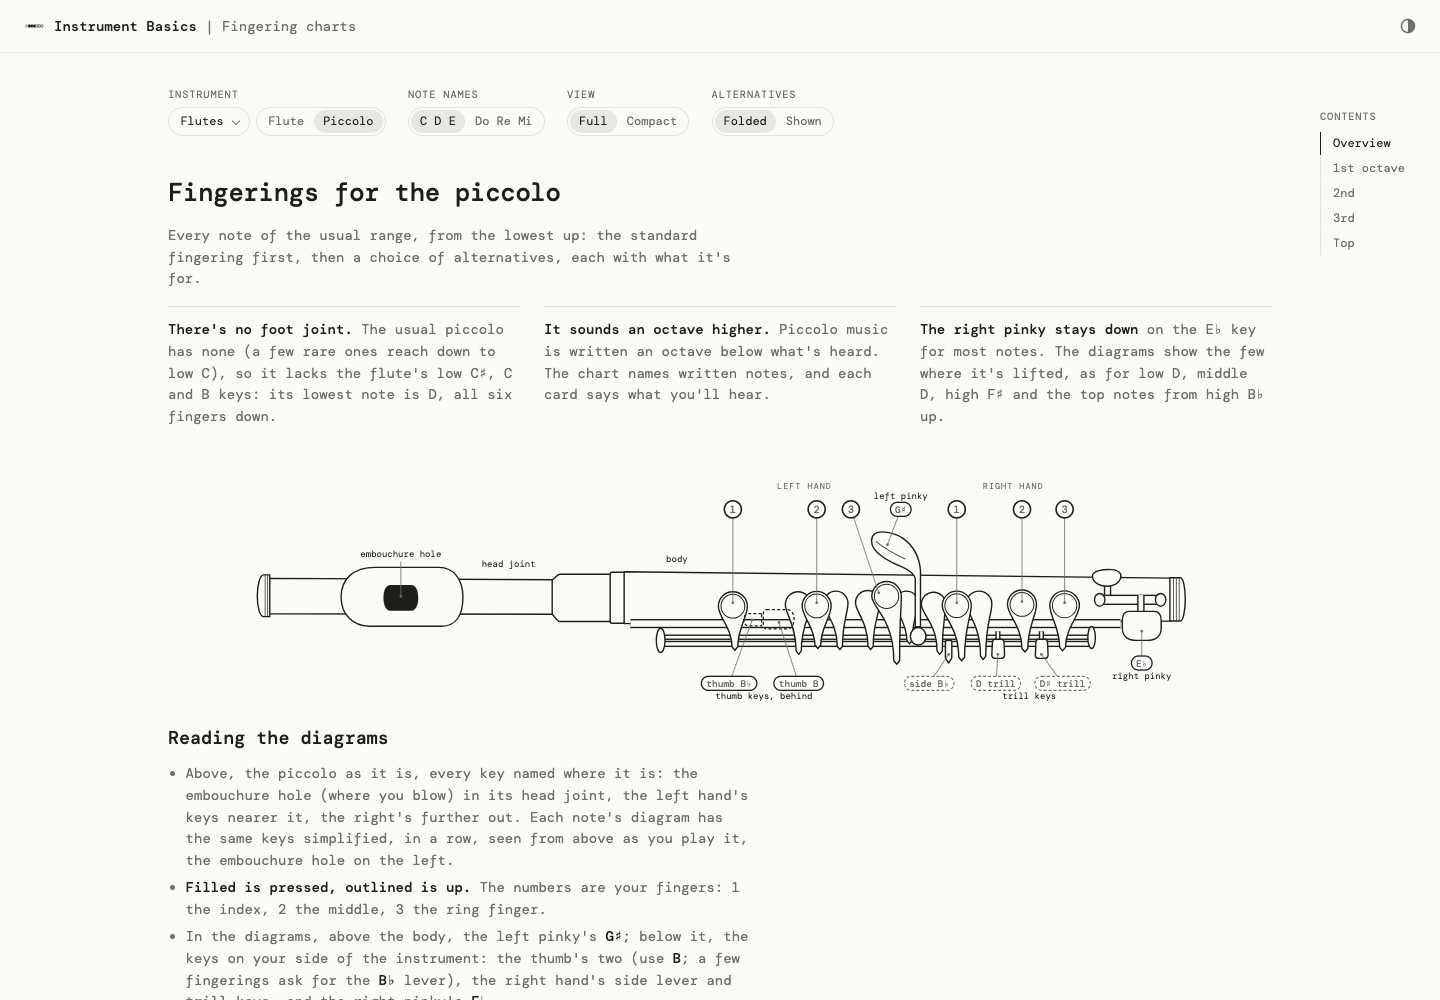 Instrument Basics | Fingering charts
INSTRUMENT
NOTE NAMES
VIEW
ALTERNATIVES
Flutes
Flute
Piccolo
C D E
Do Re Mi
Full
Compact
Folded
Shown
CONTENTS
Overview
1st octave
2nd
3rd
Top
Fingerings for the piccolo
Every note of the usual range, from the lowest up: the standard
fingering first, then a choice of alternatives, each with what it's
for.
There's no foot joint. The usual piccolo
has none (a few rare ones reach down to
low C), so it lacks the flute's low C♯, C
and B keys: its lowest note is D, all six
fingers down.
It sounds an octave higher. Piccolo music
is written an octave below what's heard.
The chart names written notes, and each
card says what you'll hear.
The right pinky stays down on the E♭ key
for most notes. The diagrams show the few
where it's lifted, as for low D, middle
D, high F♯ and the top notes from high B♭
up.
LEFT HAND
RIGHT HAND
left pinky
1
2
3
G♯
1
2
3
embouchure hole
head joint
body
thumb B♭
thumb B
thumb keys, behind
side B♭
D trill
D♯ trill
trill keys
E♭
right pinky
Reading the diagrams
• Above, the piccolo as it is, every key named where it is: the
embouchure hole (where you blow) in its head joint, the left hand's
keys nearer it, the right's further out. Each note's diagram has
the same keys simplified, in a row, seen from above as you play it,
the embouchure hole on the left.
• Filled is pressed, outlined is up. The numbers are your fingers: 1
the index, 2 the middle, 3 the ring finger.
• In the diagrams, above the body, the left pinky's G♯; below it, the
keys on your side of the instrument: the thumb's two (use B; a few
fingerings ask for the B♭ lever), the right hand's side lever and